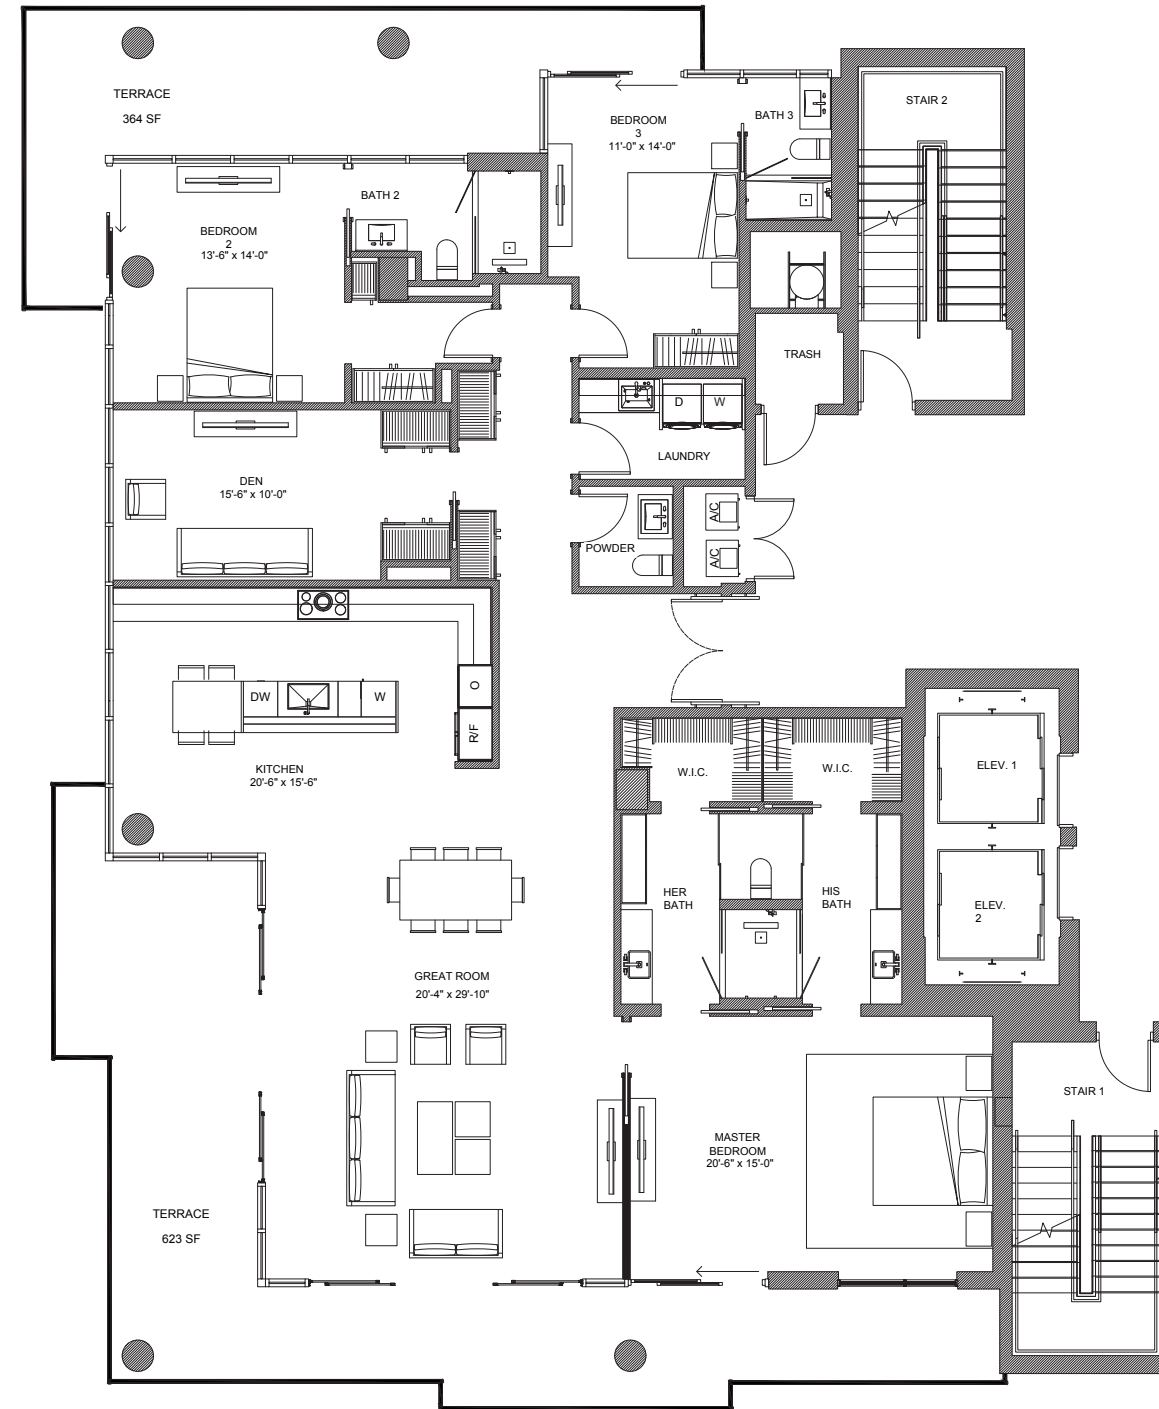 TERRACE
364 SF
BEDROOM
3
11'-0" x 14'-0"
BATH 3
STAIR 2
BATH 2
BEDROOM
2
13'-6" x 14'-0"
TRASH
D
W
LAUNDRY
DEN
15'-6" x 10'-0"
A/C
A/C
POWDER
DW
W
O
R/F
KITCHEN
20'-6" x 15'-6"
W.I.C.
W.I.C.
ELEV. 1
HER
BATH
HIS
BATH
ELEV.
2
GREAT ROOM
20'-4" x 29'-10"
STAIR 1
MASTER
BEDROOM
20'-6" x 15'-0"
TERRACE
623 SF